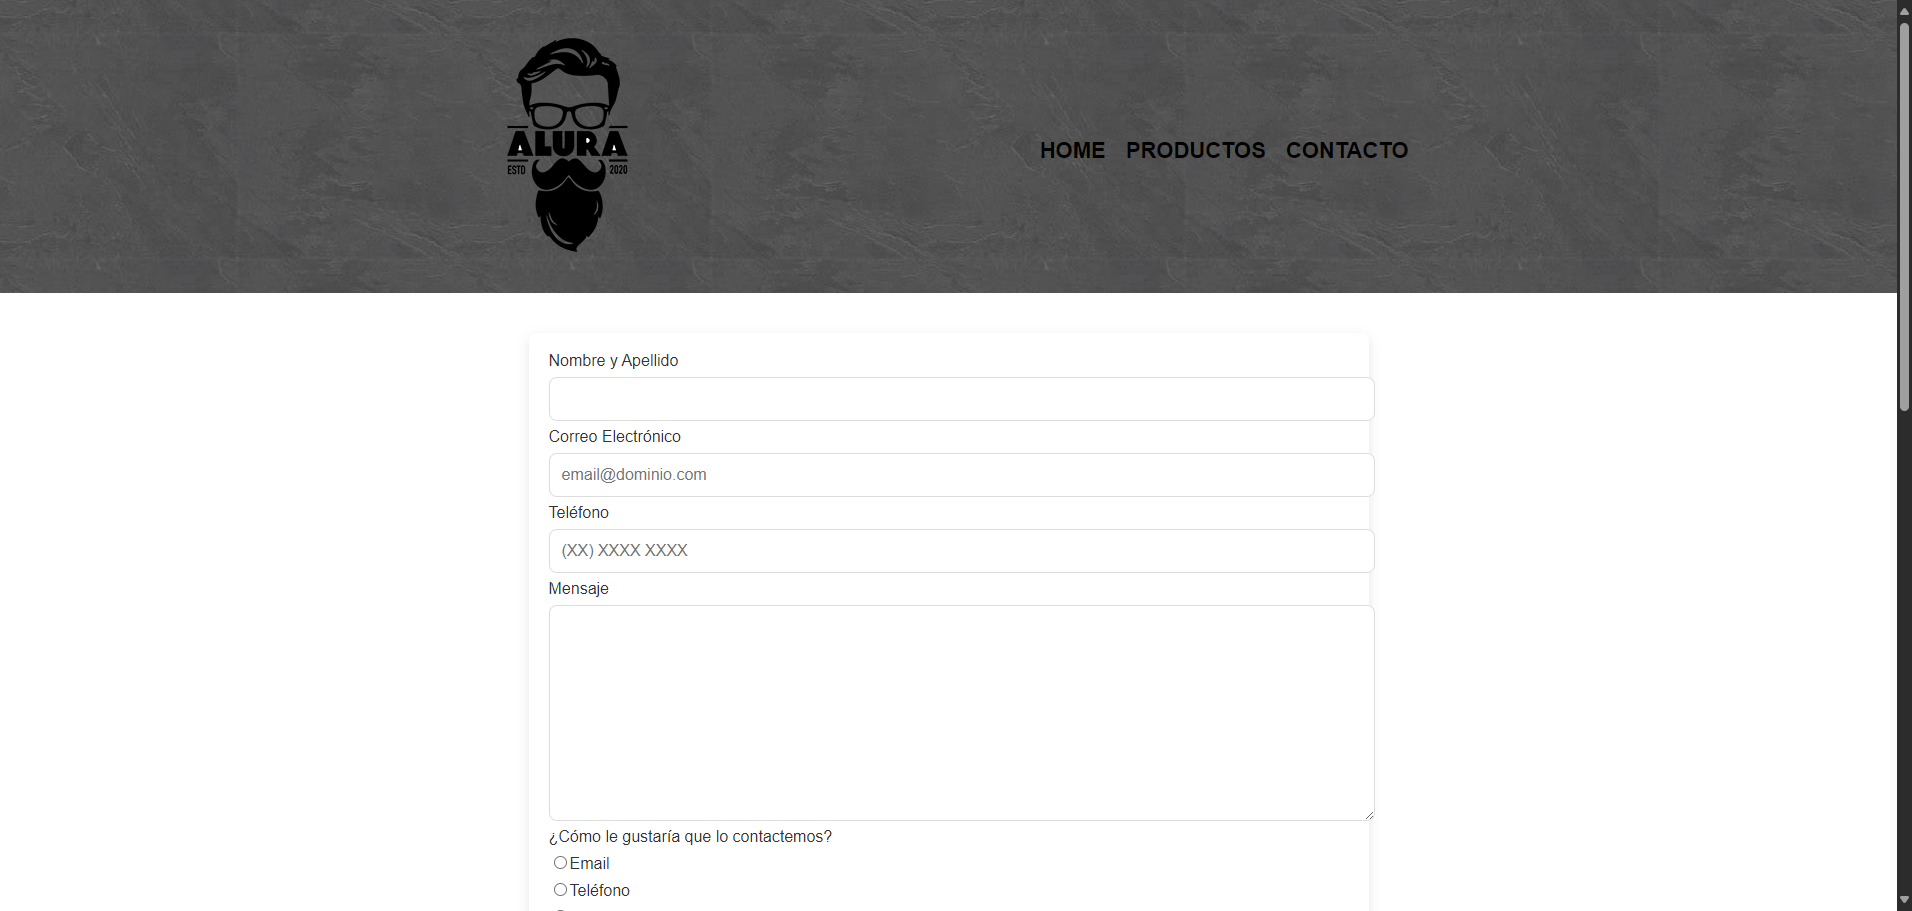 ALURA
ESTD 2020
HOME PRODUCTOS CONTACTO
Nombre y Apellido
Correo Electrónico
email@dominio.com
Teléfono
(XX) XXXX XXXX
Mensaje
¿Cómo le gustaría que lo contactemos?
Email
Teléfono